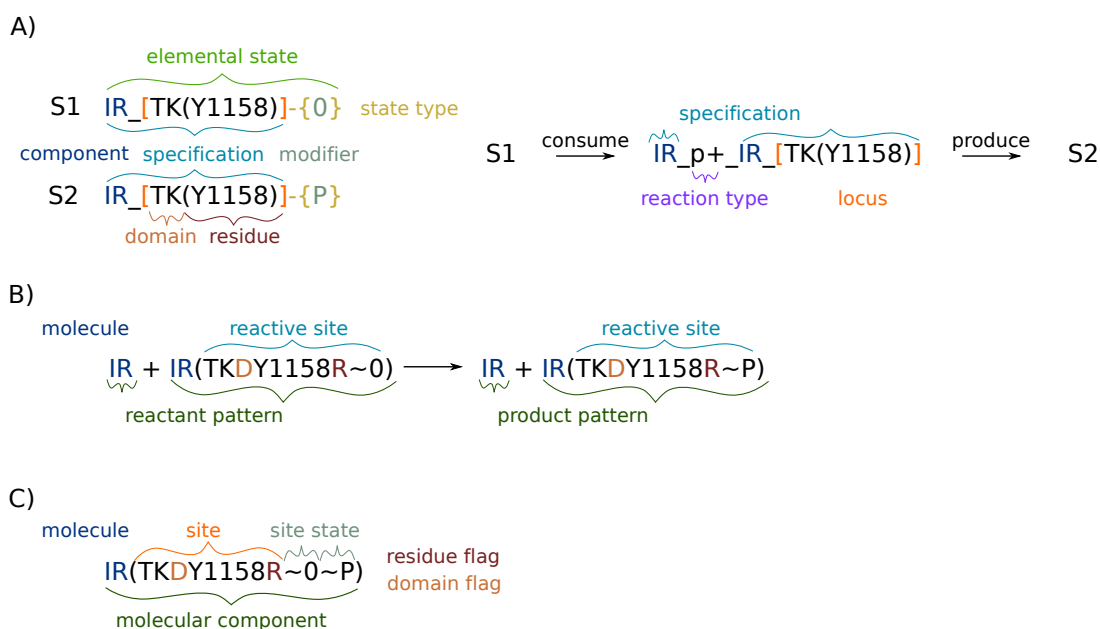 A)
elemental state
S1 IR_[TK(Y1158)]-{0} state type
component specification modifier
S2 IR_[TK(Y1158)]-{P}
domain residue
specification
S1 consume IR_p+_IR_[TK(Y1158)] produce S2
reaction type locus
B)
molecule reactive site reactive site
IR + IR(TKDY1158R~0) IR + IR(TKDY1158R~P)
reactant pattern product pattern
C)
molecule site site state
IR(TKDY1158R~0~P)
residue flag
domain flag
molecular component